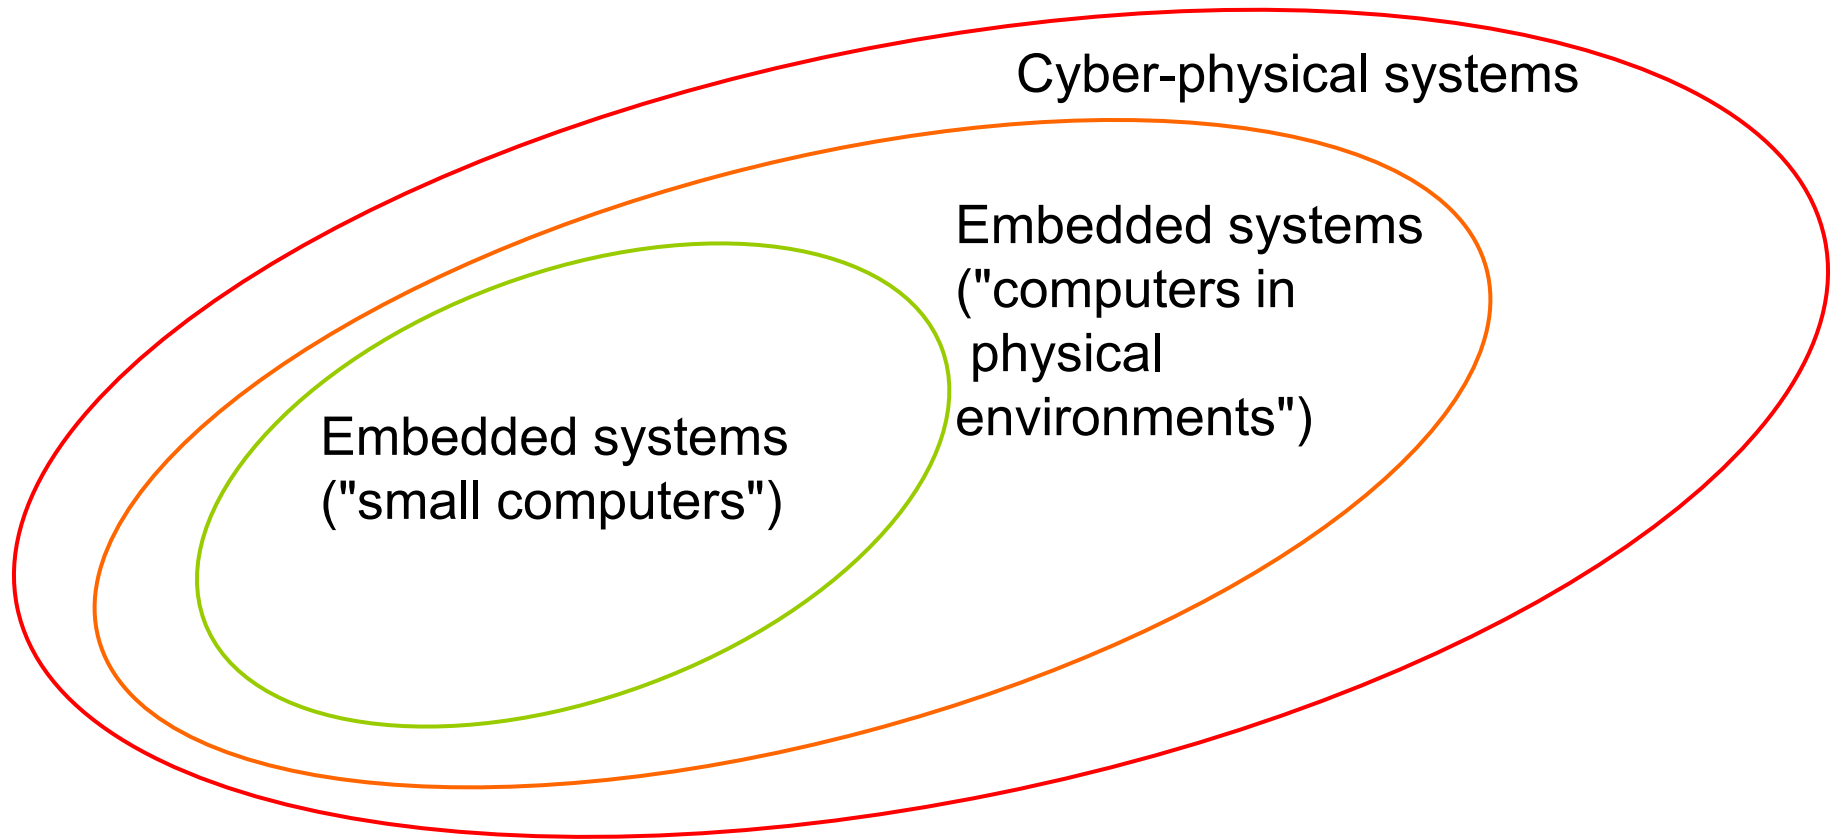 Cyber-physical systems
Embedded systems
("computers in
physical
environments")
Embedded systems
("small computers")